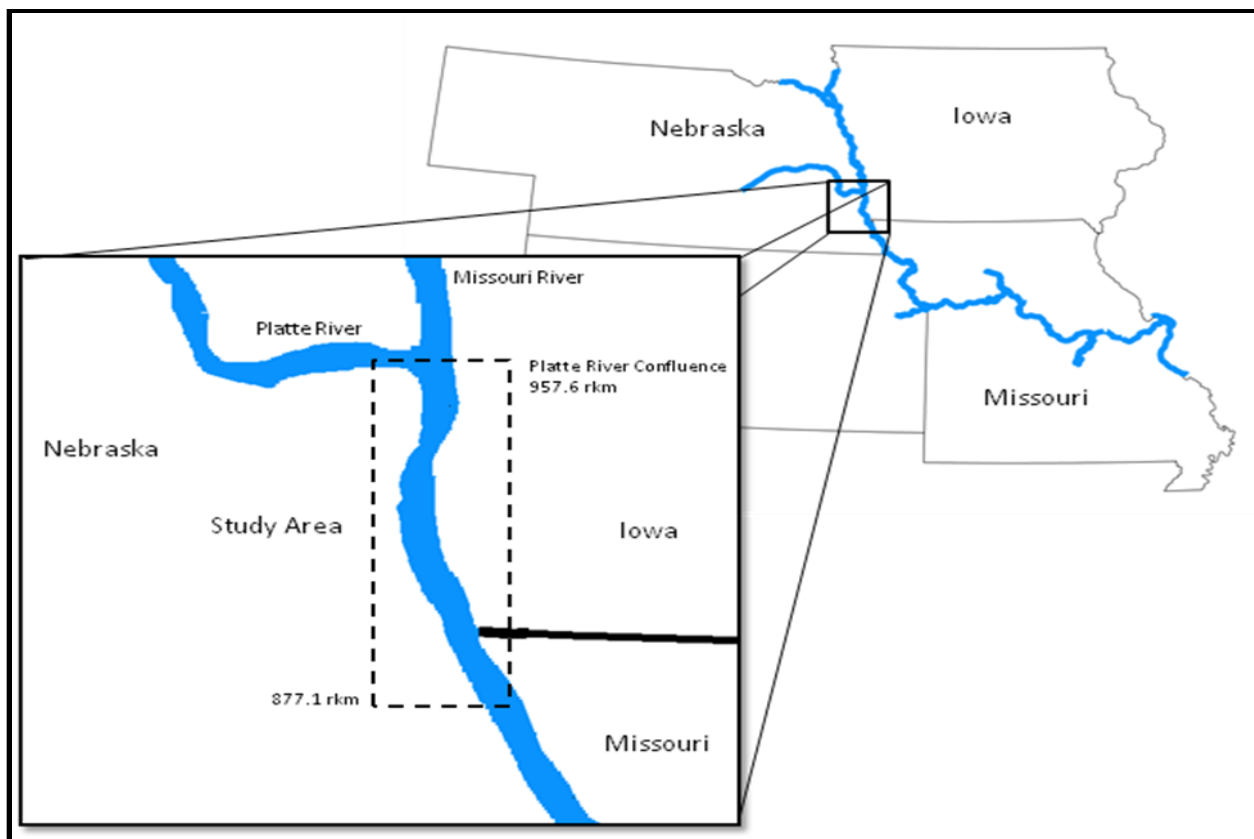 Nebraska
Iowa
Missouri
Missouri River
Platte River
Platte River Confluence
957.6 rkm
Nebraska
Study Area
Iowa
877.1 rkm
Missouri